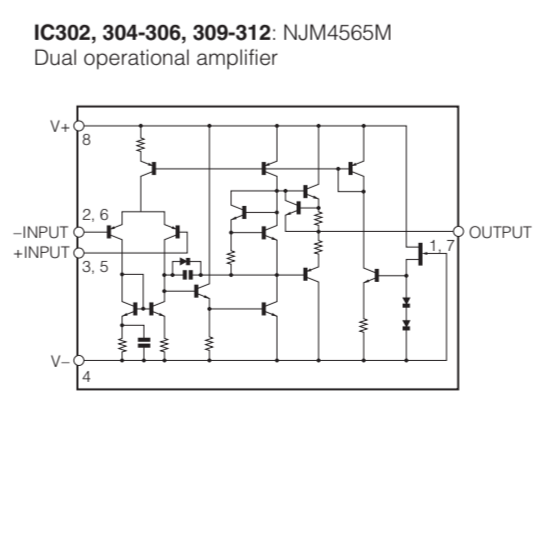 IC302, 304-306, 309-312: NJM4565M
Dual operational amplifier
V+
8
2, 6
–INPUT
+INPUT
3, 5
OUTPUT
1, 7
V–
4